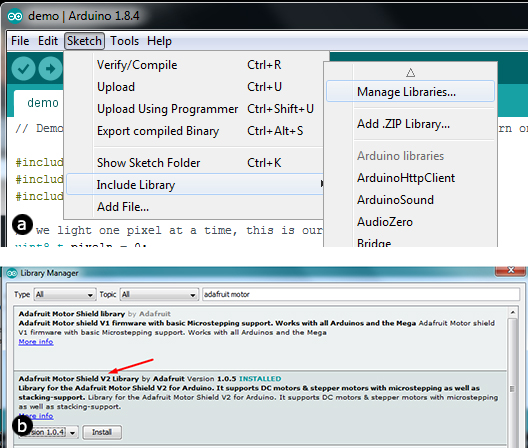 demo | Arduino 1.8.4
File Edit Sketch Tools Help
Verify/Compile Ctrl+R
Upload Ctrl+U
Upload Using Programmer Ctrl+Shift+U
Export compiled Binary Ctrl+Alt+S
Show Sketch Folder Ctrl+K
Include Library
Add File...
Manage Libraries...
Add .ZIP Library...
Arduino libraries
ArduinoHttpClient
ArduinoSound
AudioZero
Bridge
demo
// Demo
rn on
#includ
#includ
#includ
we light one pixel at a time, this is our
uint8_t pixeln = 0;
a
Library Manager
Type All Topic All adafruit motor
Adafruit Motor Shield library by Adafruit
Adafruit Motor shield V1 firmware with basic Microstepping support. Works with all Arduinos and the Mega Adafruit Motor shield
V1 firmware with basic Microstepping support. Works with all Arduinos and the Mega
More info
Adafruit Motor Shield V2 Library by Adafruit Version 1.0.5 INSTALLED
Library for the Adafruit Motor Shield V2 for Arduino. It supports DC motors & stepper motors with microstepping as well as
stacking-support. Library for the Adafruit Motor Shield V2 for Arduino. It supports DC motors & stepper motors with microstepping
as well as stacking-support.
More info
b
ersion 1.0.4 Install